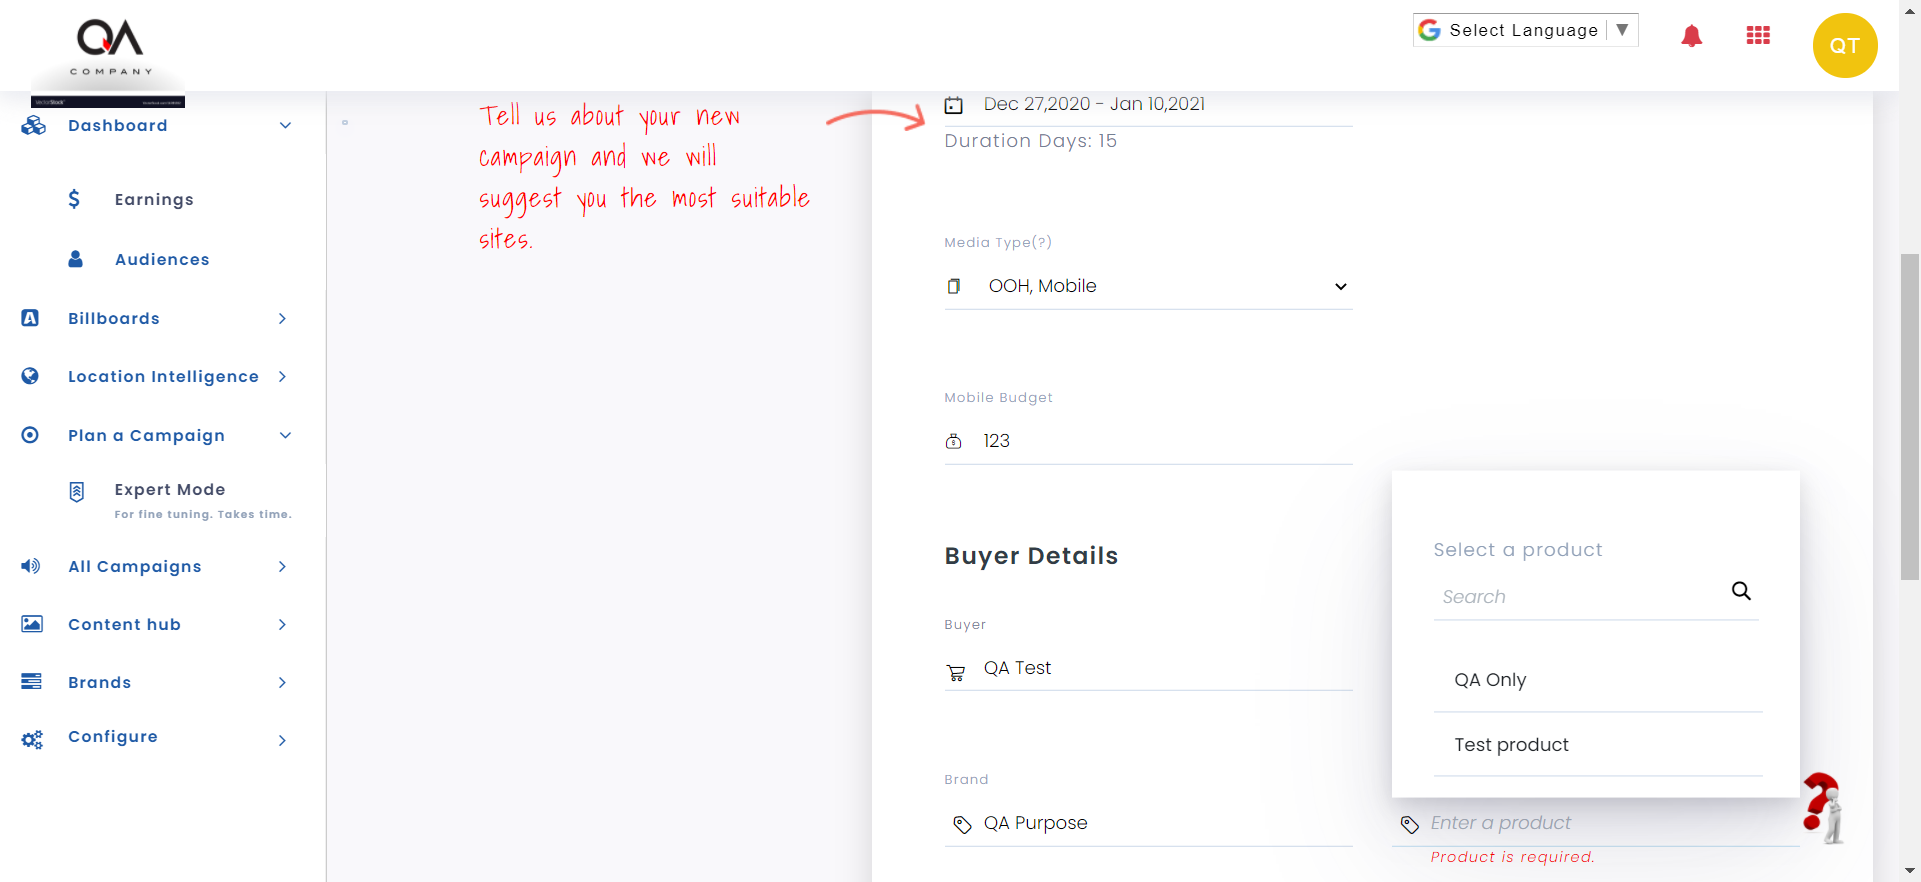 QA
COMPANY
Select Language
QT
Dashboard
Earnings
Audiences
Billboards
Location Intelligence
Plan a Campaign
Expert Mode
For fine tuning. Takes time.
All Campaigns
Content hub
Brands
Configure
Tell us about your new
campaign and we will
suggest you the most suitable
sites.
Dec 27,2020 - Jan 10,2021
Duration Days: 15
Media Type(?)
OOH, Mobile
Mobile Budget
123
Buyer Details
Buyer
QA Test
Brand
QA Purpose
Select a product
Search
QA Only
Test product
Enter a product
Product is required.